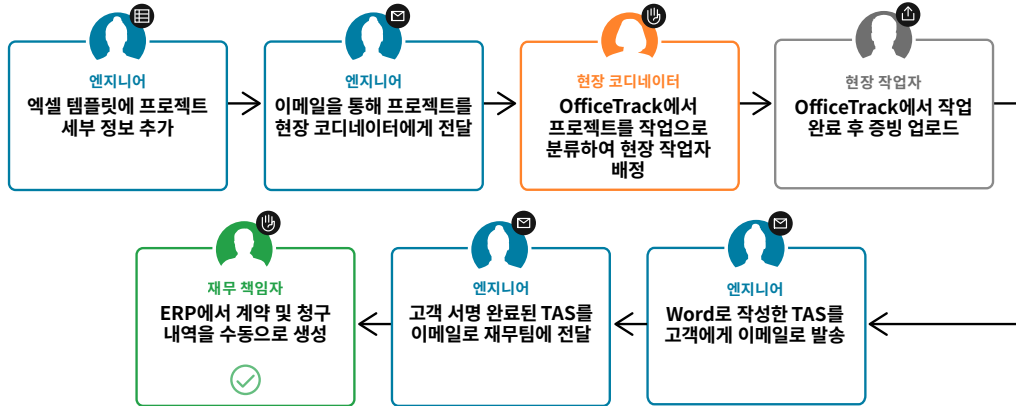 엔지니어
엑셀 템플릿에 프로젝트
세부 정보 추가
엔지니어
이메일을 통해 프로젝트를
현장 코디네이터에게 전달
현장 코디네이터
OfficeTrack에서
프로젝트를 작업으로
분류하여 현장 작업자
배정
현장 작업자
OfficeTrack에서 작업
완료 후 증빙 업로드
엔지니어
Word로 작성한 TAS를
고객에게 이메일로 발송
엔지니어
고객 서명 완료된 TAS를
이메일로 재무팀에 전달
재무 책임자
ERP에서 계약 및 청구
내역을 수동으로 생성